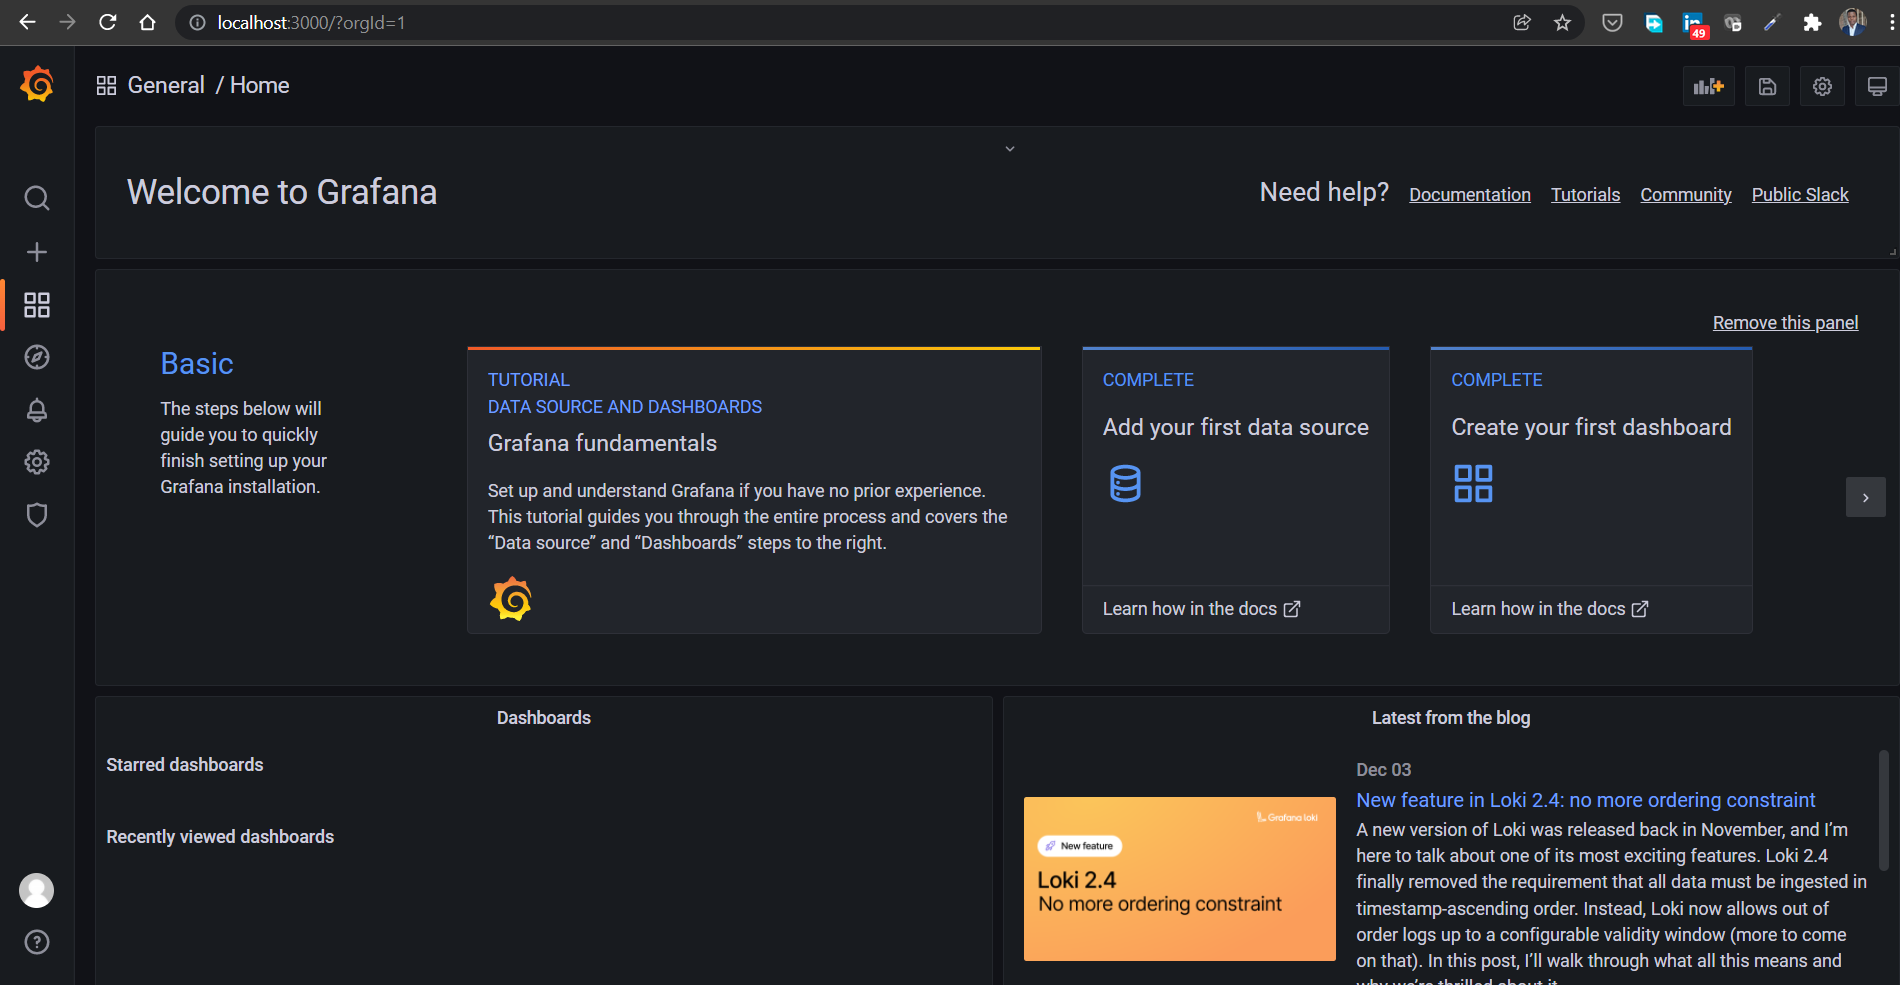 localhost:3000/?orgId=1
49
General / Home
Welcome to Grafana
Need help? Documentation Tutorials Community Public Slack
Remove this panel
Basic
The steps below will
guide you to quickly
finish setting up your
Grafana installation.
TUTORIAL
DATA SOURCE AND DASHBOARDS
Grafana fundamentals
Set up and understand Grafana if you have no prior experience.
This tutorial guides you through the entire process and covers the
“Data source” and “Dashboards” steps to the right.
COMPLETE
Add your first data source
Learn how in the docs
COMPLETE
Create your first dashboard
Learn how in the docs
Dashboards
Starred dashboards
Recently viewed dashboards
Latest from the blog
Grafana loki
New feature
Loki 2.4
No more ordering constraint
Dec 03
New feature in Loki 2.4: no more ordering constraint
A new version of Loki was released back in November, and I’m
here to talk about one of its most exciting features. Loki 2.4
finally removed the requirement that all data must be ingested in
timestamp-ascending order. Instead, Loki now allows out of
order logs up to a configurable validity window (more to come
on that). In this post, I’ll walk through what all this means and
why we’re thrilled about it.